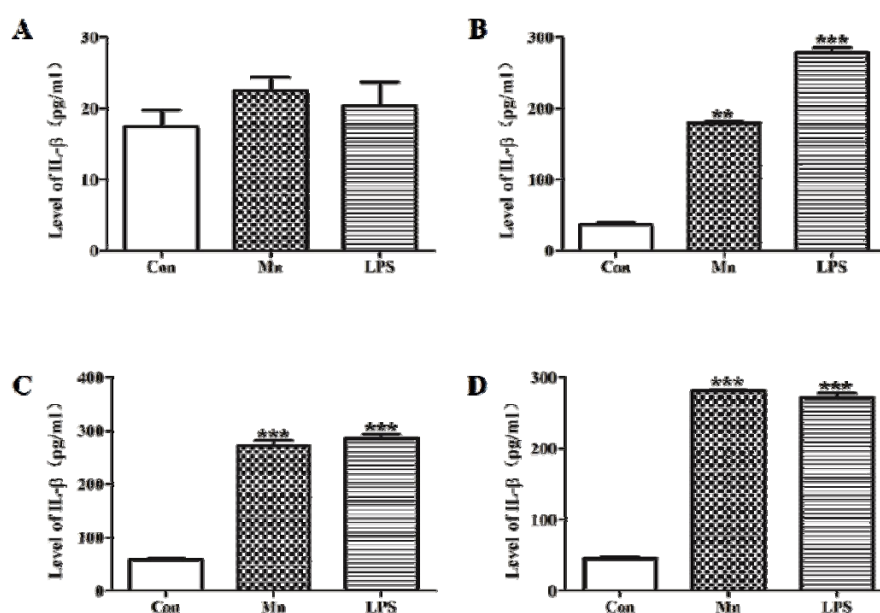 A
Level of IL-β (pg/ml)
30
20
10
0
Con Mn LPS
B
Level of IL-β (pg/ml)
300
200
100
0
** ***
Con Mn LPS
C
Level of IL-β (pg/ml)
400
300
200
100
0
*** ***
Con Mn LPS
D
Level of IL-β (pg/ml)
300
200
100
0
*** ***
Con Mn LPS